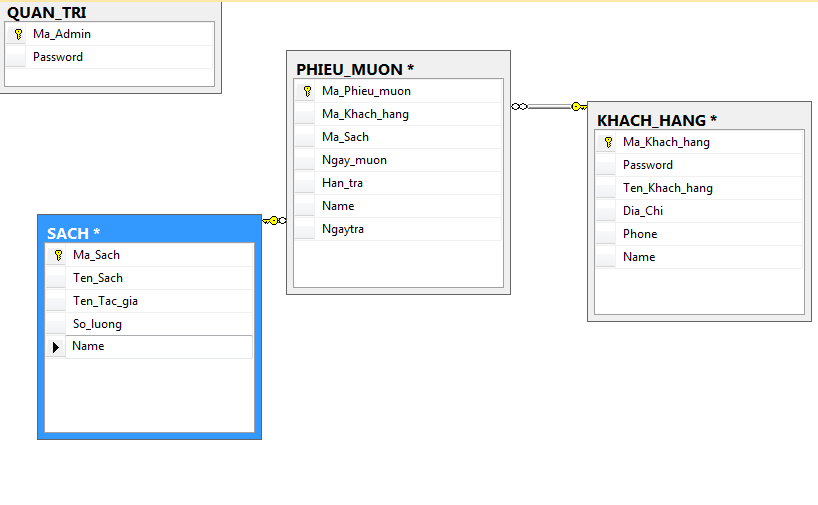 QUAN_TRI
Ma_Admin
Password
PHIEU_MUON *
Ma_Phieu_muon
Ma_Khach_hang
Ma_Sach
Ngay_muon
Han_tra
Name
Ngaytra
KHACH_HANG *
Ma_Khach_hang
Password
Ten_Khach_hang
Dia_Chi
Phone
Name
SACH *
Ma_Sach
Ten_Sach
Ten_Tac_gia
So_luong
Name